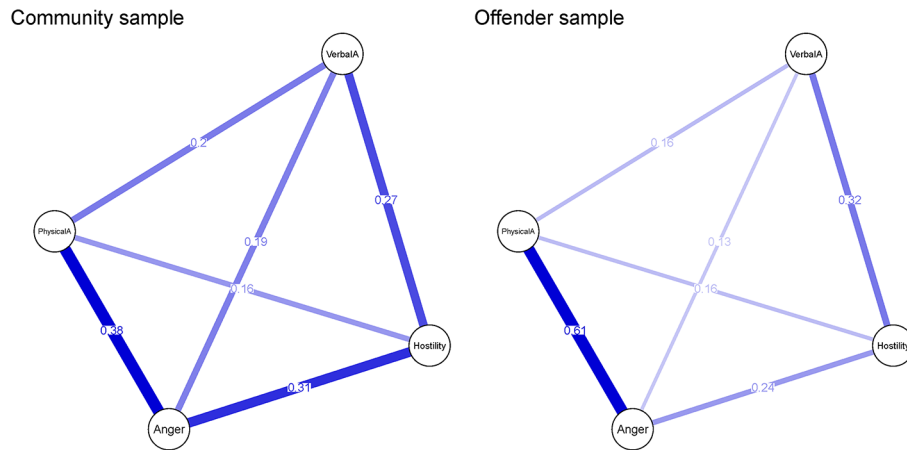 Community sample
VerbalA
0.2
0.27
PhysicalA
0.19
0.16
0.38
Hostility
0.31
Anger
Offender sample
VerbalA
0.16
0.32
PhysicalA
0.13
0.16
0.61
Hostility
0.24
Anger